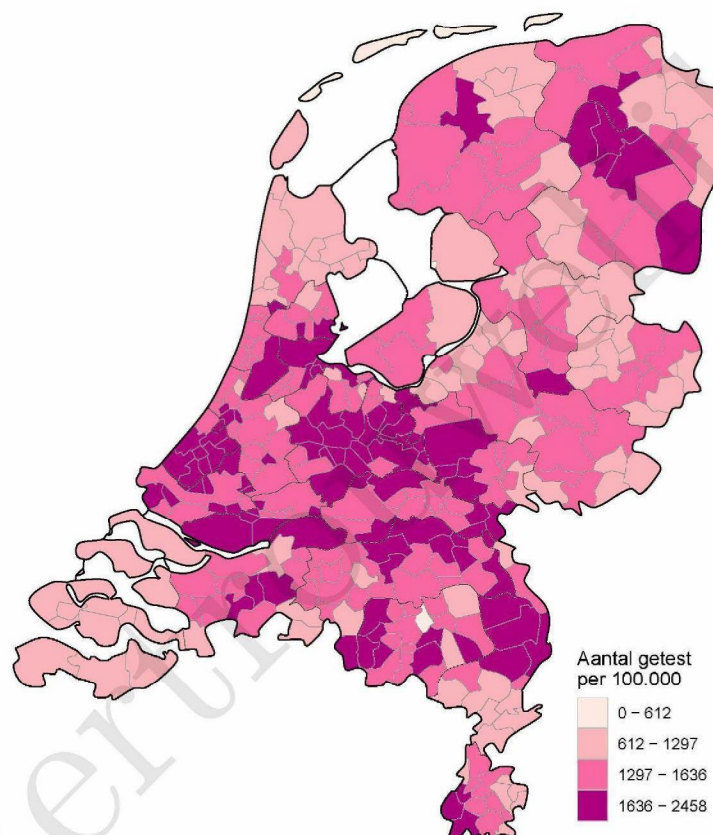 Aantal getest
per 100.000
0 – 612
612 – 1297
1297 – 1636
1636 – 2458